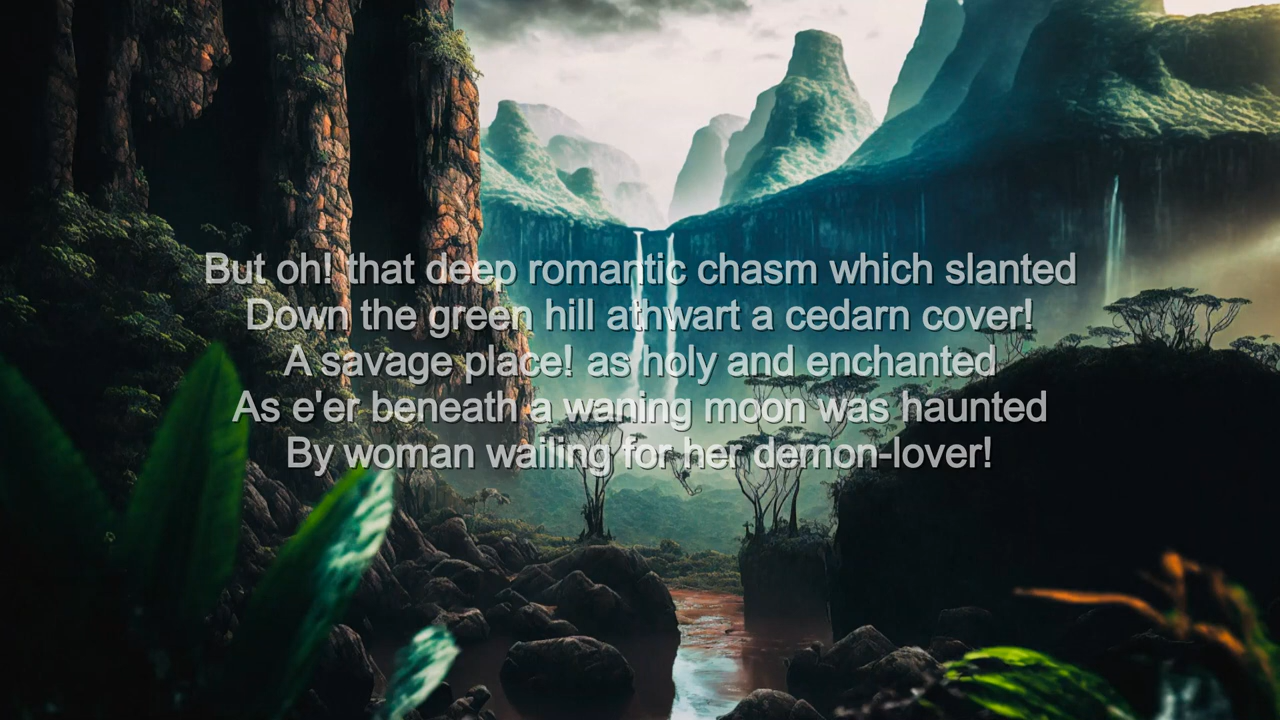 But oh! that deep romantic chasm which slanted
Down the green hill athwart a cedarn cover!
A savage place! as holy and enchanted
As e'er beneath a waning moon was haunted
By woman wailing for her demon-lover!